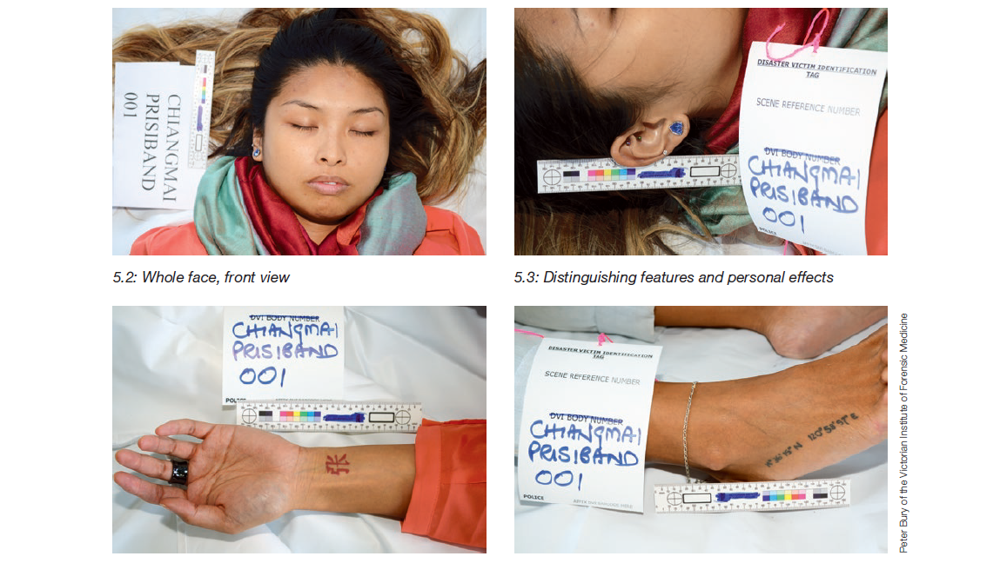 CHIANGMAI
PRISIBAND
001
DISASTER VICTIM IDENTIFICATION
TAG
SCENE REFERENCE NUMBER
DVI BODY NUMBER
CHIANGMAI
PRISIBAND
001
POLICE
5.2: Whole face, front view
5.3: Distinguishing features and personal effects
DVI BODY NUMBER
CHIANGMAI
PRISIBAND
001
张
DISASTER VICTIM IDENTIFICATION
TAG
SCENE REFERENCE NUMBER
DVI BODY NUMBER
CHIANGMAI
PRISIBAND
001
POLICE
Peter Bury of the Victorian Institute of Forensic Medicine